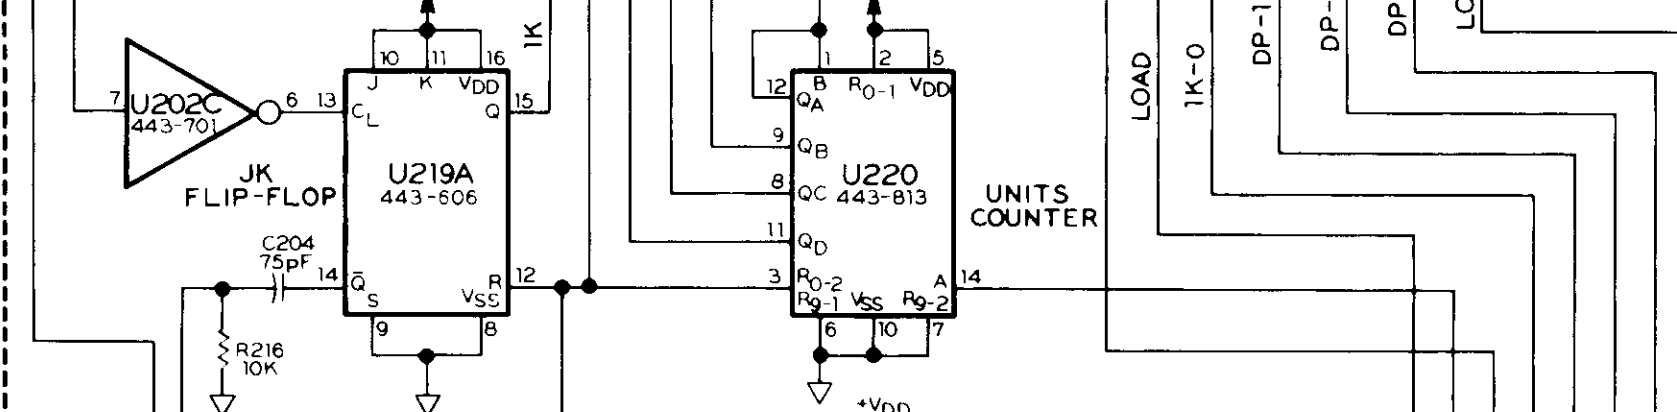 10
11
16
J
K
VDD
7
U202C
443-701
6
13
CL
Q
15
1K
JK
FLIP-FLOP
U219A
443-606
C204
75pF
14
Q̅
R
12
S
VSS
9
8
R216
10K
1
2
5
B
R0-1
VDD
12
QA
9
QB
8
QC
11
QD
U220
443-813
UNITS
COUNTER
3
R0-2
A
14
R9-1
VSS
R9-2
6
10
7
+VDD
LOAD
1K-0
DP-1
DP-
DP
LO